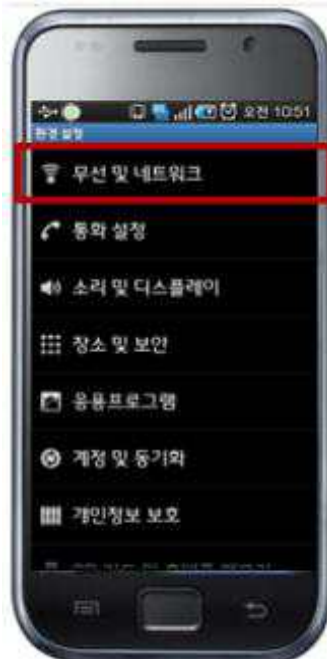 오전 10:51
환경 설정
무선 및 네트워크
통화 설정
소리 및 디스플레이
장소 및 보안
응용프로그램
계정 및 동기화
개인정보 보호